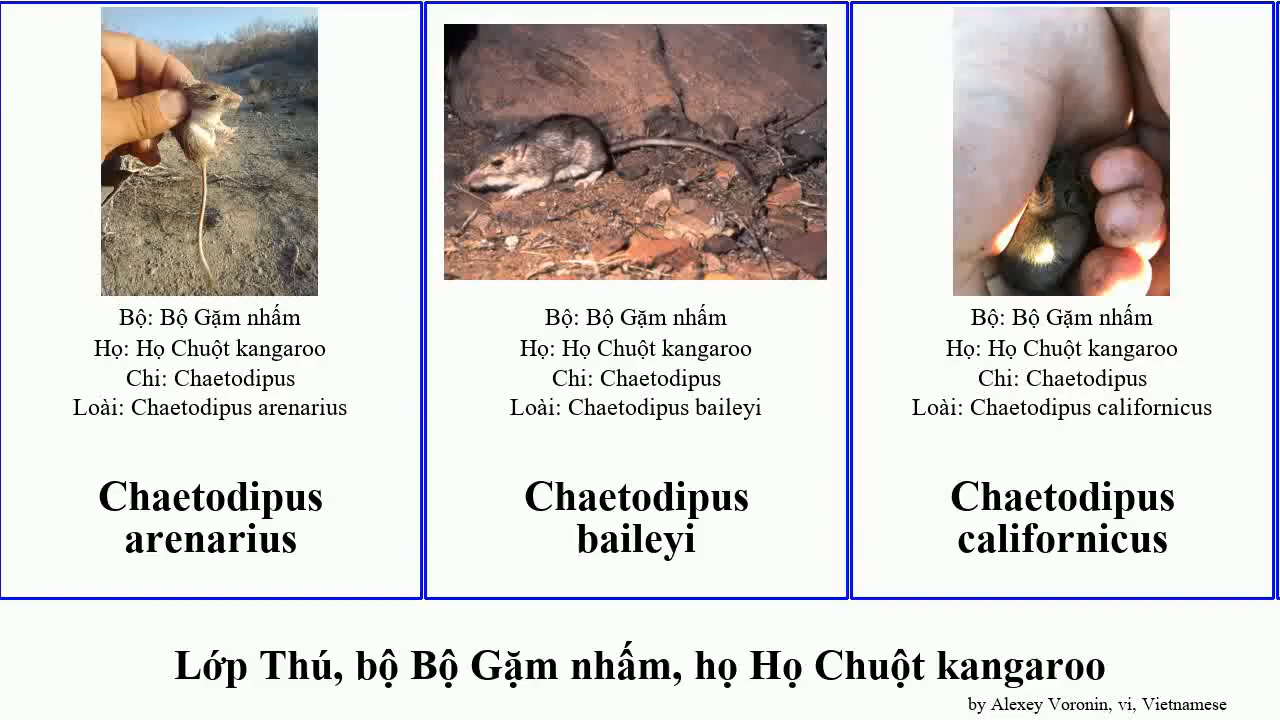 Bộ: Bộ Gặm nhấm
Họ: Họ Chuột kangaroo
Chi: Chaetodipus
Loài: Chaetodipus arenarius
Chaetodipus
arenarius
Bộ: Bộ Gặm nhấm
Họ: Họ Chuột kangaroo
Chi: Chaetodipus
Loài: Chaetodipus baileyi
Chaetodipus
baileyi
Bộ: Bộ Gặm nhấm
Họ: Họ Chuột kangaroo
Chi: Chaetodipus
Loài: Chaetodipus californicus
Chaetodipus
californicus
Lớp Thú, bộ Bộ Gặm nhấm, họ Họ Chuột kangaroo
by Alexey Voronin, vi, Vietnamese